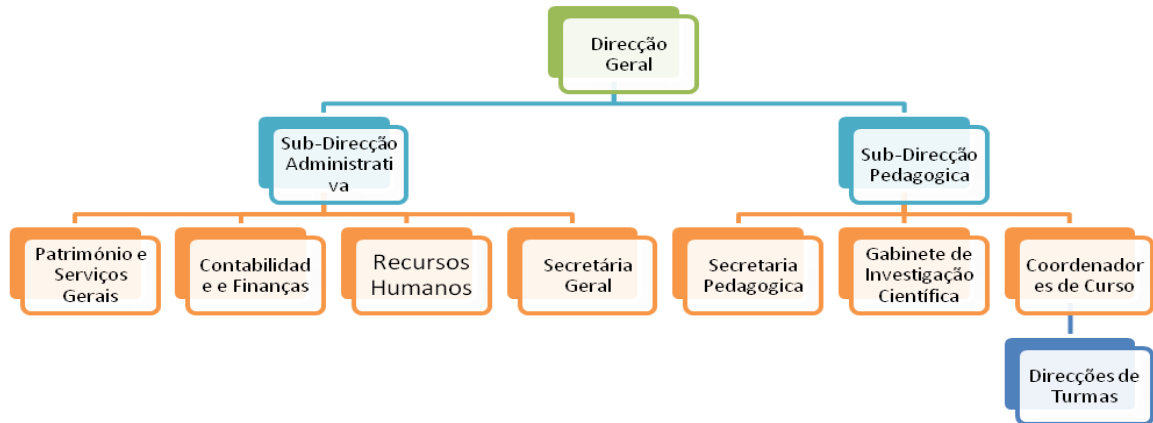 Direcção
Geral
Sub-Direcção
Administrati
va
Sub-Direcção
Pedagogica
Património e
Serviços
Gerais
Contabilidad
e e Finanças
Recursos
Humanos
Secretária
Geral
Secretaria
Pedagogica
Gabinete de
Investigação
Científica
Coordenador
es de Curso
Direcções de
Turmas